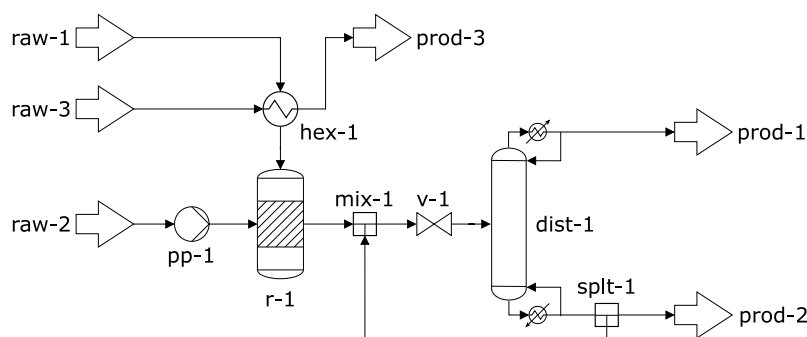 raw-1
prod-3
raw-3
hex-1
prod-1
mix-1
v-1
raw-2
dist-1
pp-1
splt-1
r-1
prod-2